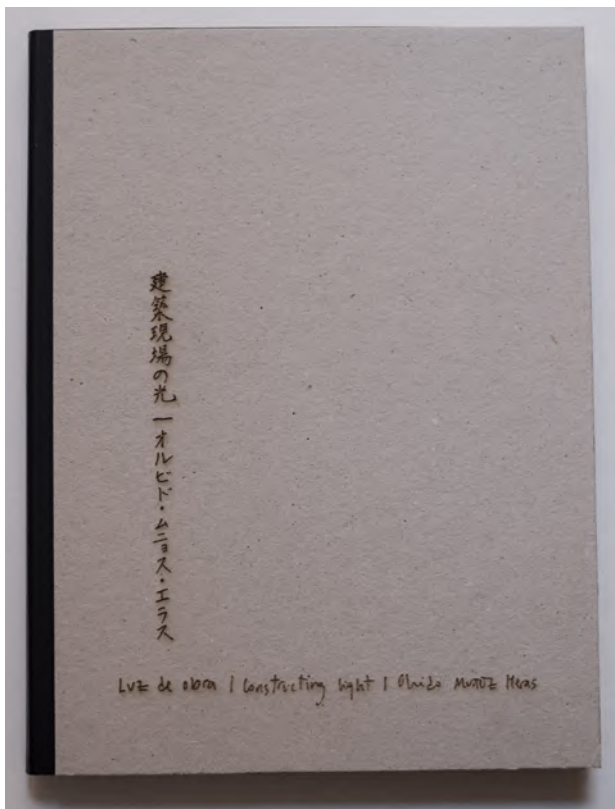 建築現場の光 | オルビド・ムニョス・エラス
Luz de obra | Constructing light | Olvido Muñoz Heras